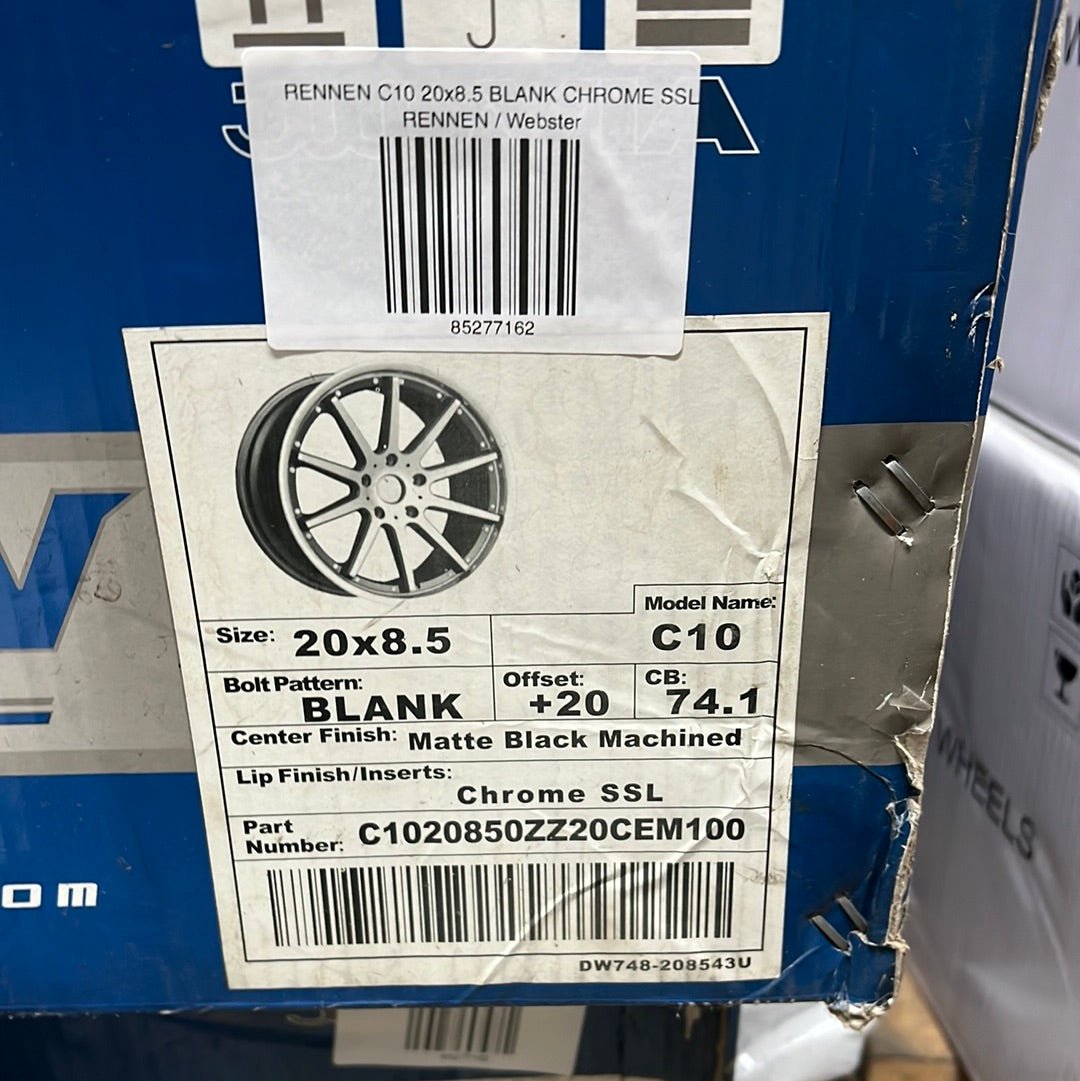 RENNEN C10 20x8.5 BLANK CHROME SSL
RENNEN / Webster
85277162
Model Name:
Size: 20x8.5
C10
Bolt Pattern:
BLANK
Offset:
+20
CB:
74.1
Center Finish: Matte Black Machined
Lip Finish/Inserts:
Chrome SSL
Part
Number: C1020850ZZ20CEM100
DW748-208543U
om
WHEELS